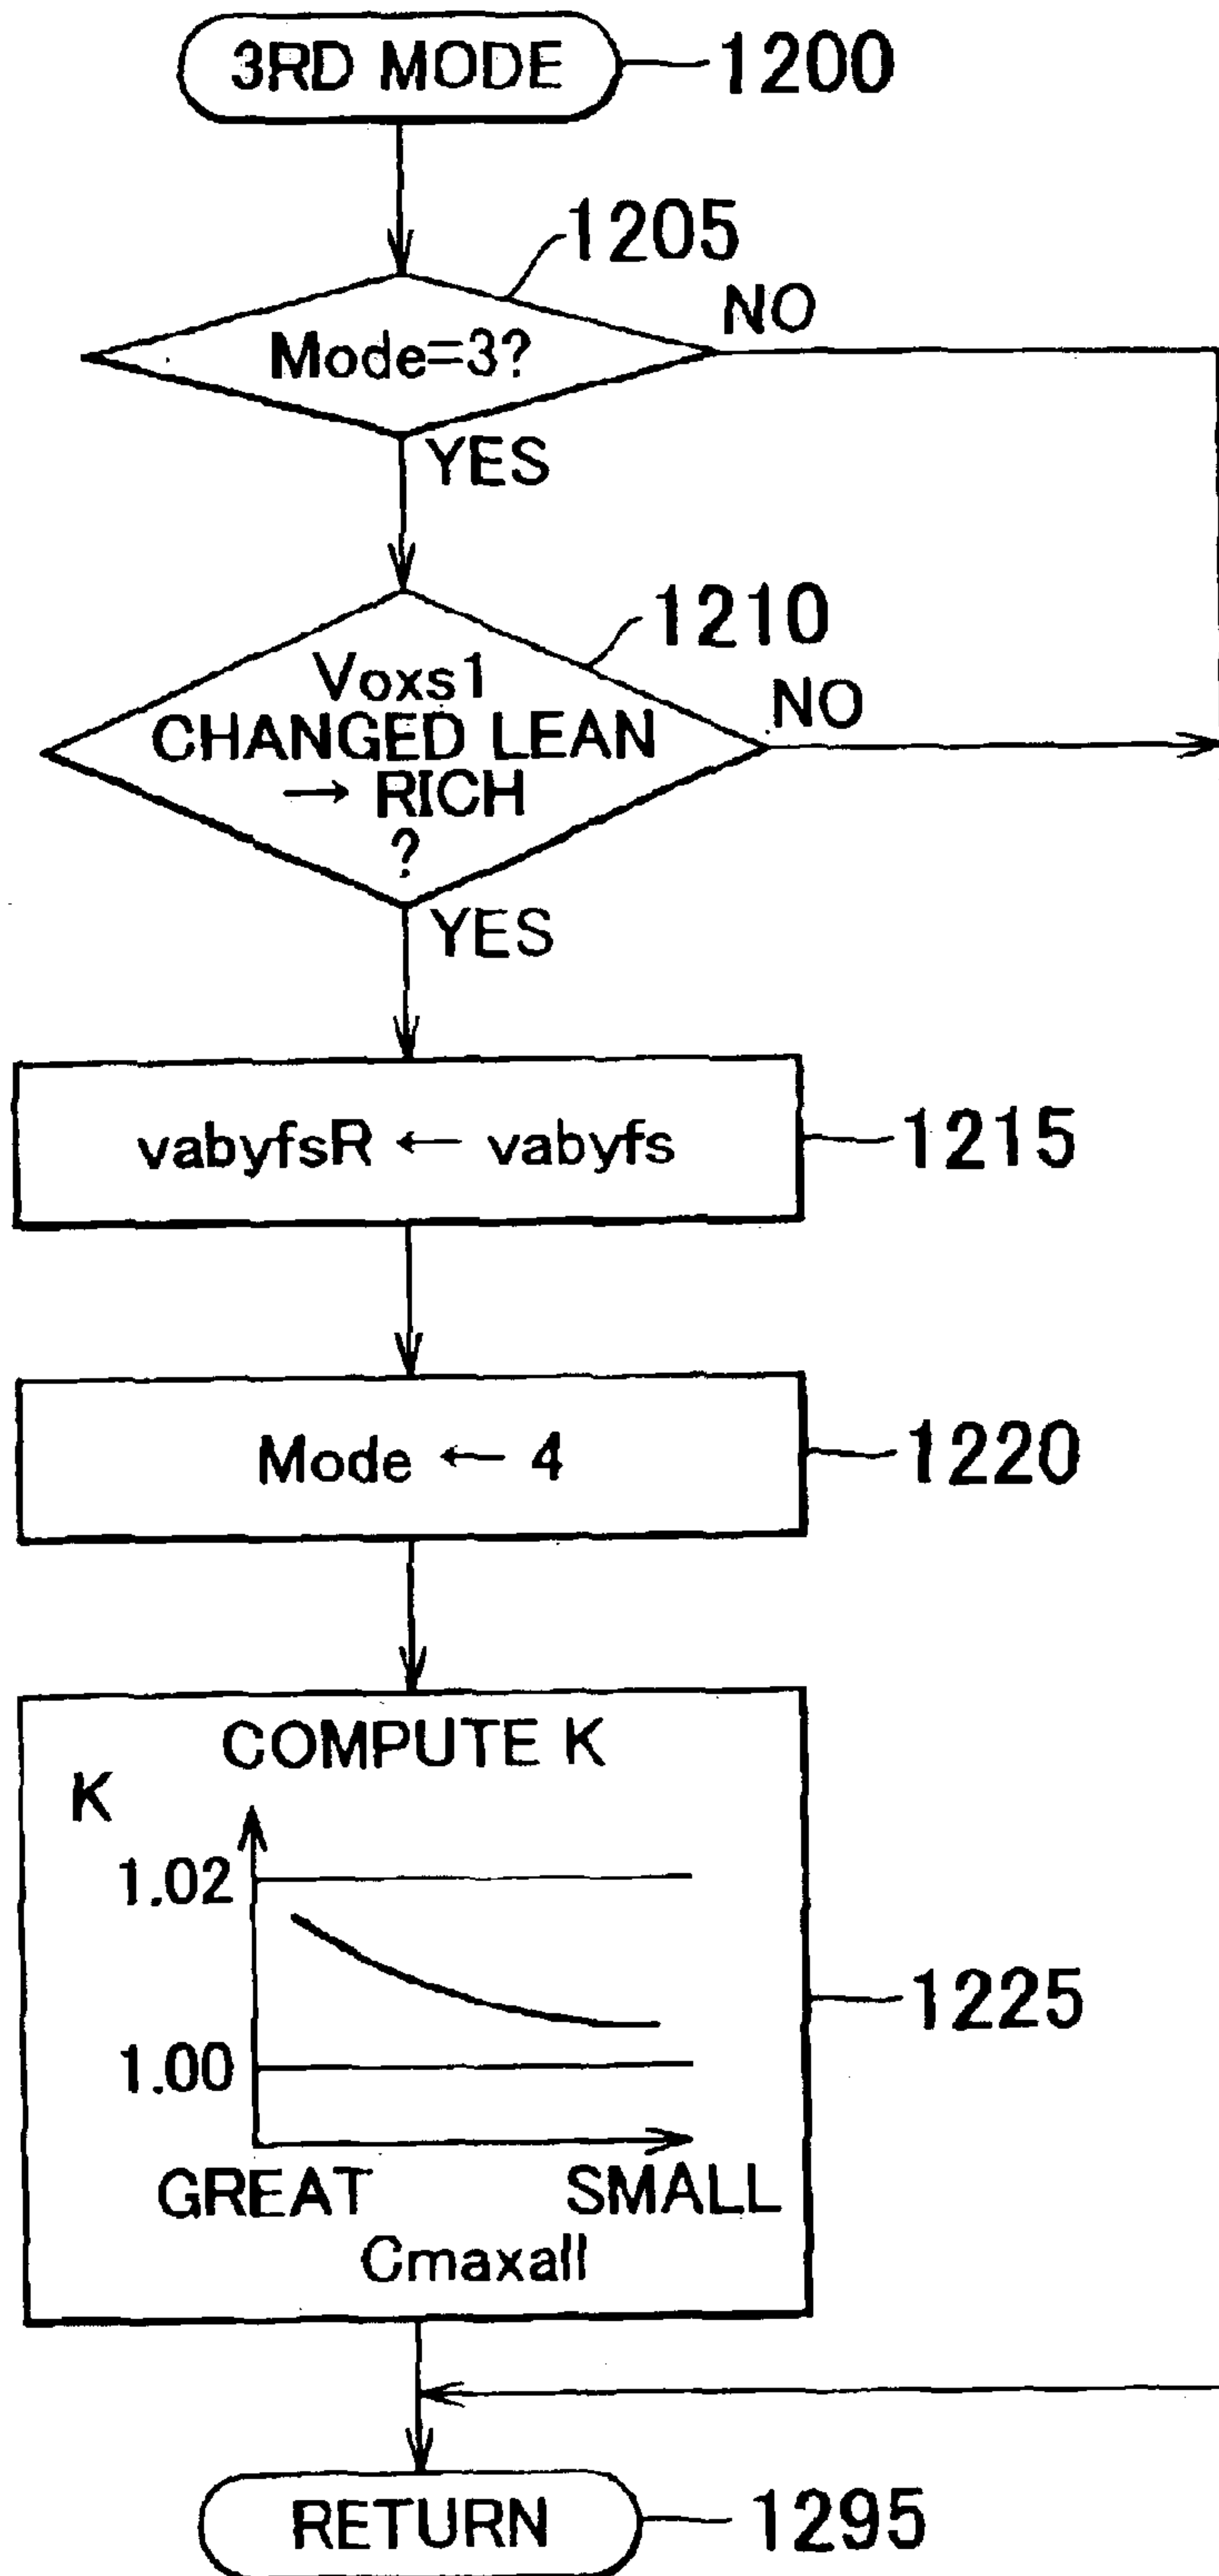 3RD MODE
1200
1205
Mode=3?
NO
YES
1210
Voxs1
CHANGED LEAN
→ RICH
?
NO
YES
vabyfsR ← vabyfs
1215
Mode ← 4
1220
COMPUTE K
K
1.02
1.00
1225
GREAT SMALL
Cmaxall
RETURN
1295